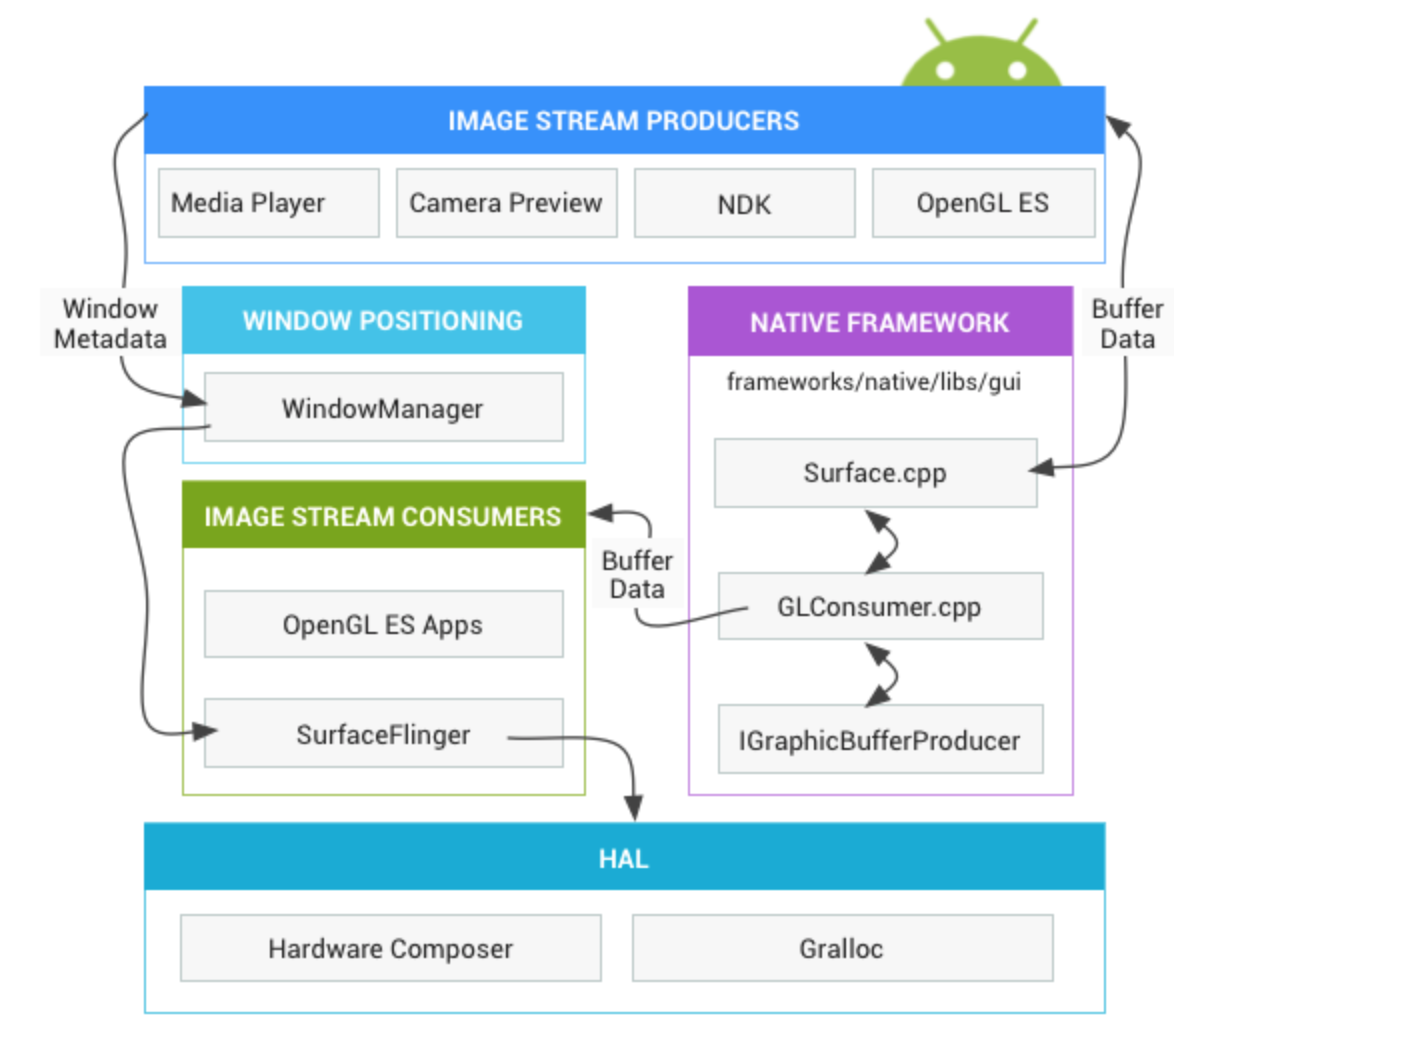 IMAGE STREAM PRODUCERS
Media Player
Camera Preview
NDK
OpenGL ES
Window
Metadata
WINDOW POSITIONING
WindowManager
NATIVE FRAMEWORK
frameworks/native/libs/gui
Buffer
Data
Surface.cpp
IMAGE STREAM CONSUMERS
Buffer
Data
OpenGL ES Apps
GLConsumer.cpp
SurfaceFlinger
IGraphicBufferProducer
HAL
Hardware Composer
Gralloc